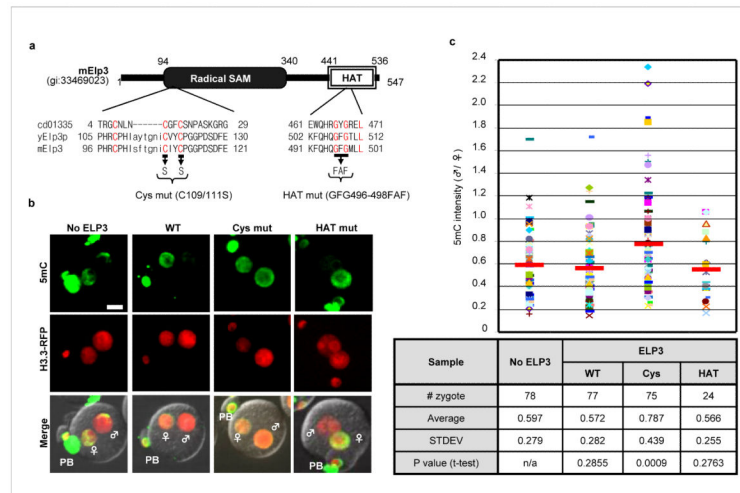 a
94 340 441 536
mElp3
(gi:33469023)
1 Radical SAM HAT 547
cd01335 4 TRGCNLN------CGFCSNPASKGRG 29
yElp3p 105 PHRCPHIaytgniCVYCPGGPDSDFE 130
mElp3 96 PHRCPHIsftgniCIYCPGGPDSDFE 121
461 EWQHRGYGREL 471
502 KFQHQGFGTLL 512
491 KFQHQGFGMLL 501
S S
FAF
Cys mut (C109/111S)
HAT mut (GFG496-498FAF)
b
No ELP3 WT Cys mut HAT mut
5mC
H3.3-RFP
Merge
PB ♀ ♂
PB ♀ ♂
PB ♀ ♂
PB ♀ ♂
c
5mC intensity (♂/♀)
2.4
2.2
2.0
1.8
1.6
1.4
1.2
1.0
0.8
0.6
0.4
0.2
0
Sample No ELP3 ELP3
WT Cys HAT
# zygote 78 77 75 24
Average 0.597 0.572 0.787 0.566
STDEV 0.279 0.282 0.439 0.255
P value (t-test) n/a 0.2855 0.0009 0.2763